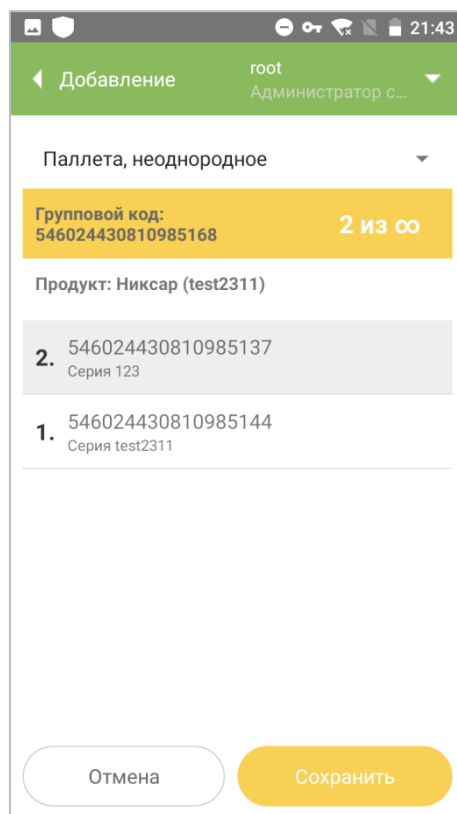 21:43
Добавление
root
Администратор с...
Паллета, неоднородное
Групповой код:
546024430810985168
2 из ∞
Продукт: Никсар (test2311)
2.
546024430810985137
Серия 123
1.
546024430810985144
Серия test2311
Отмена
Сохранить